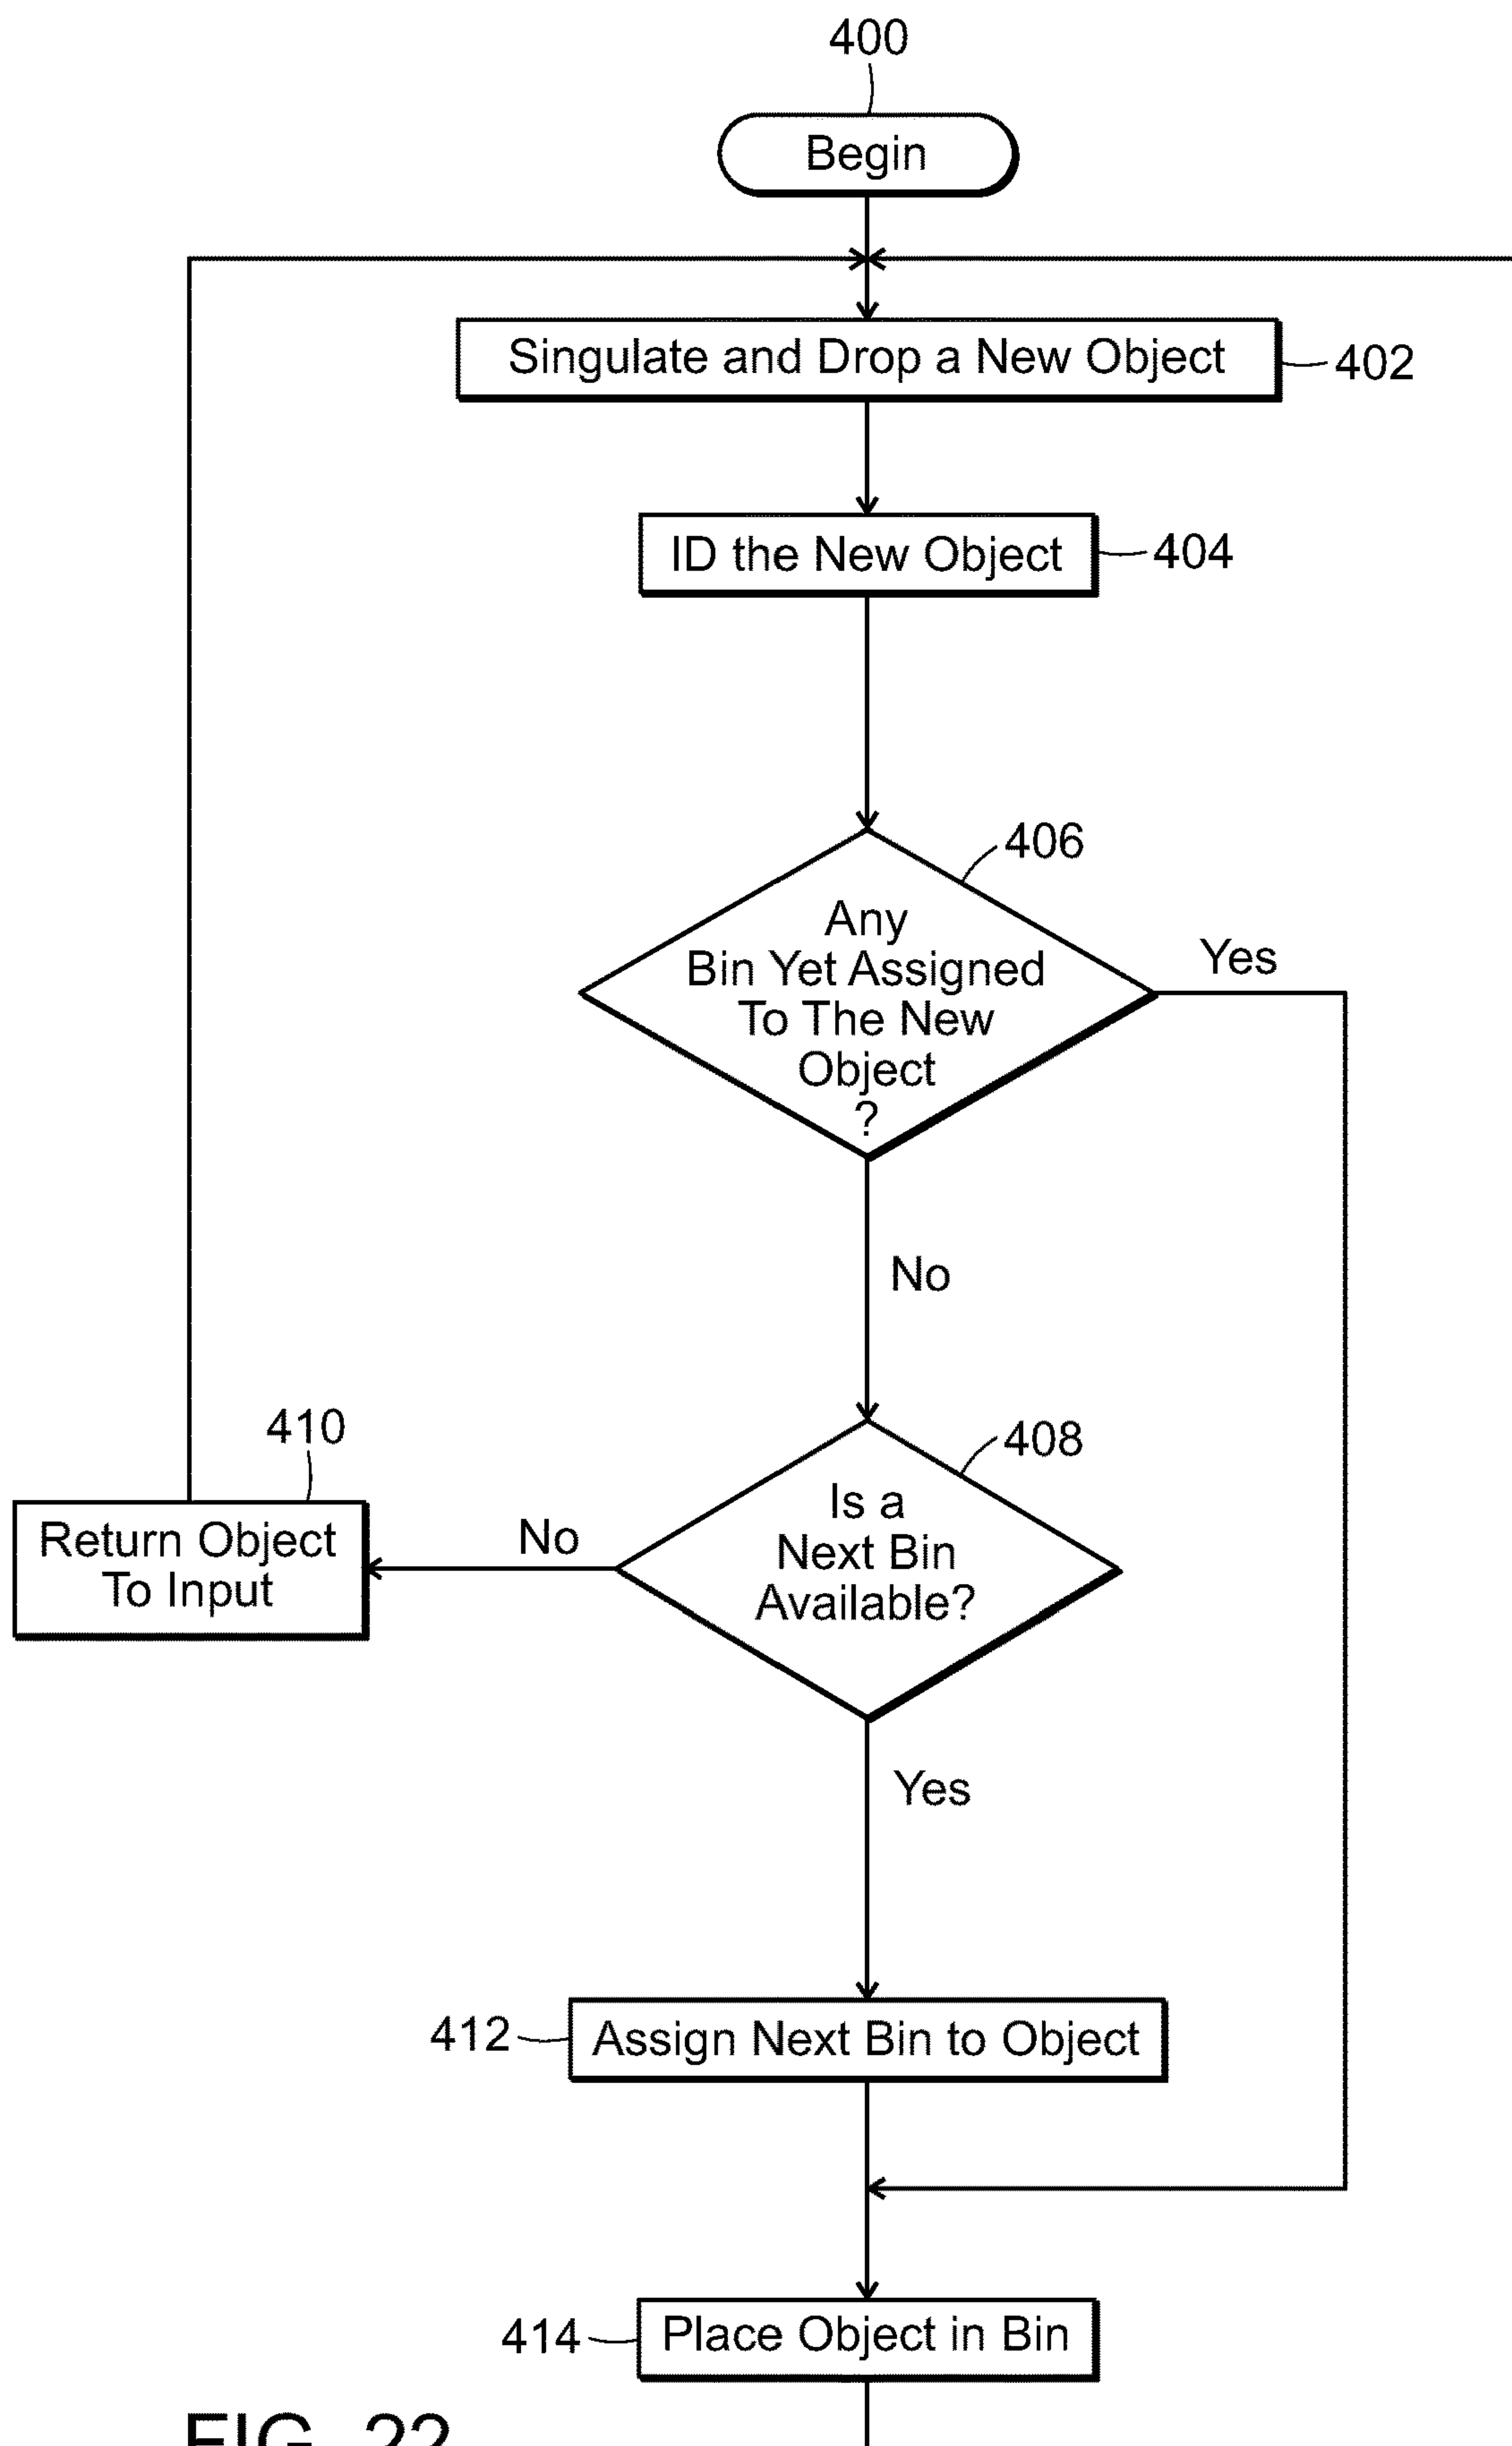 400
Begin
Singulate and Drop a New Object
402
ID the New Object
404
406
Any
Bin Yet Assigned
To The New
Object
?
Yes
No
410
408
Return Object
To Input
No
Is a
Next Bin
Available?
Yes
412
Assign Next Bin to Object
414
Place Object in Bin
FIG. 22